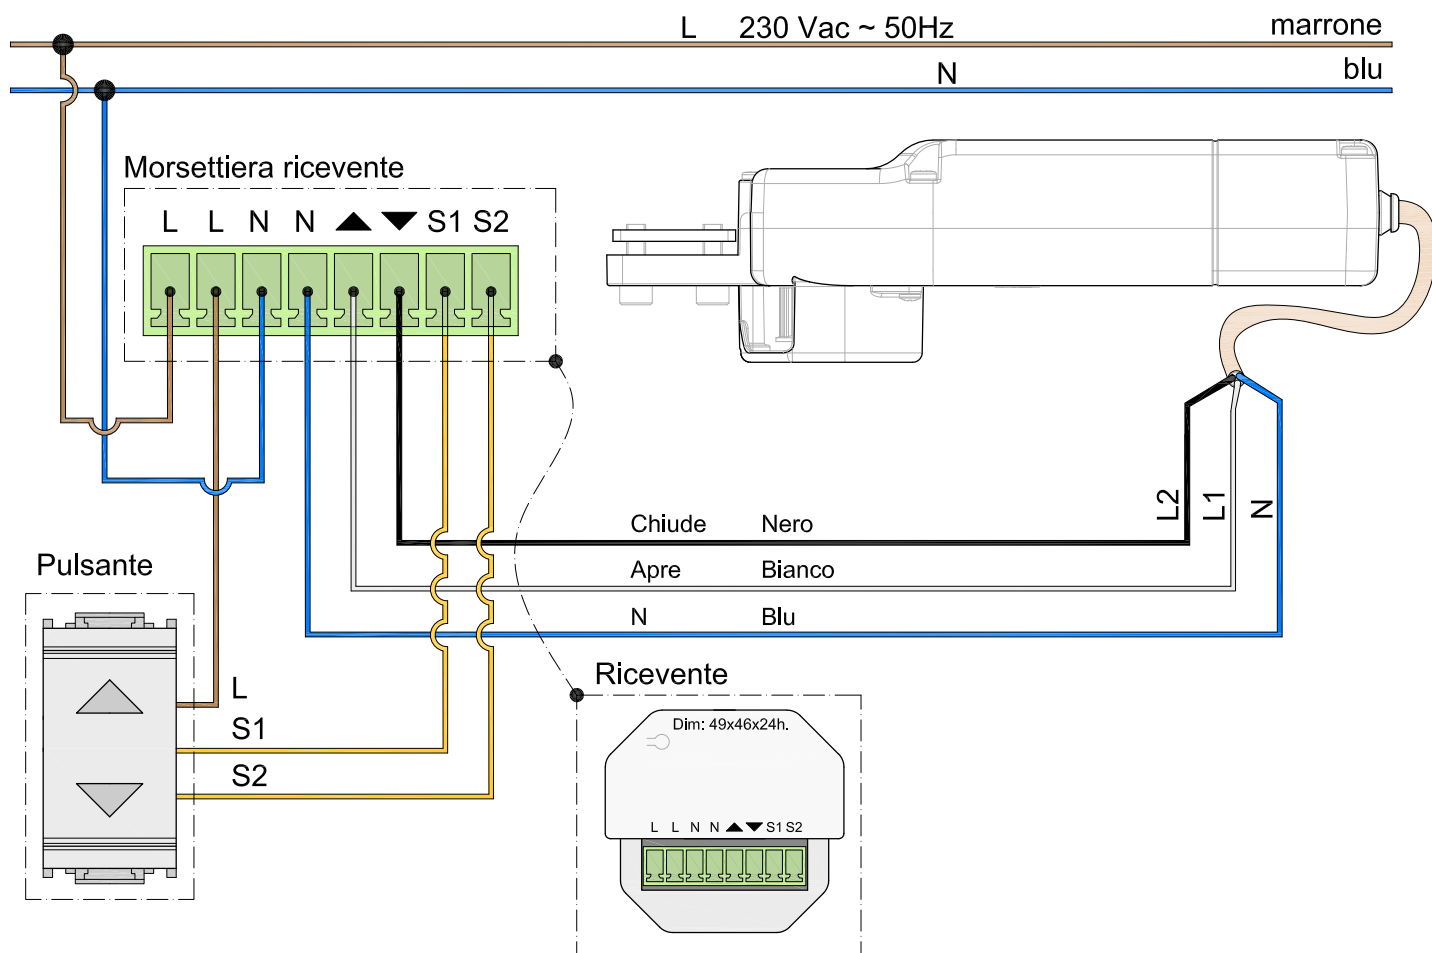 L 230 Vac ~ 50Hz marrone
N blu
Morsettiera ricevente
L L N N ▲ ▼ S1 S2
L2 L1 N
Chiude Nero
Apre Bianco
N Blu
Pulsante
L
S1
S2
Ricevente
Dim: 49x46x24h.
L L N N ▲ ▼ S1 S2